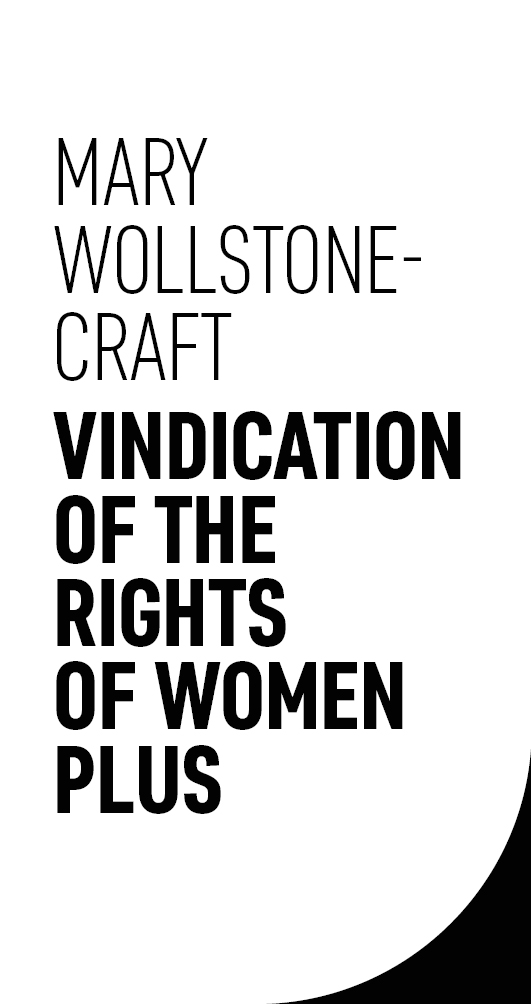 MARY
WOLLSTONE-
CRAFT
VINDICATION
OF THE
RIGHTS
OF WOMEN
PLUS